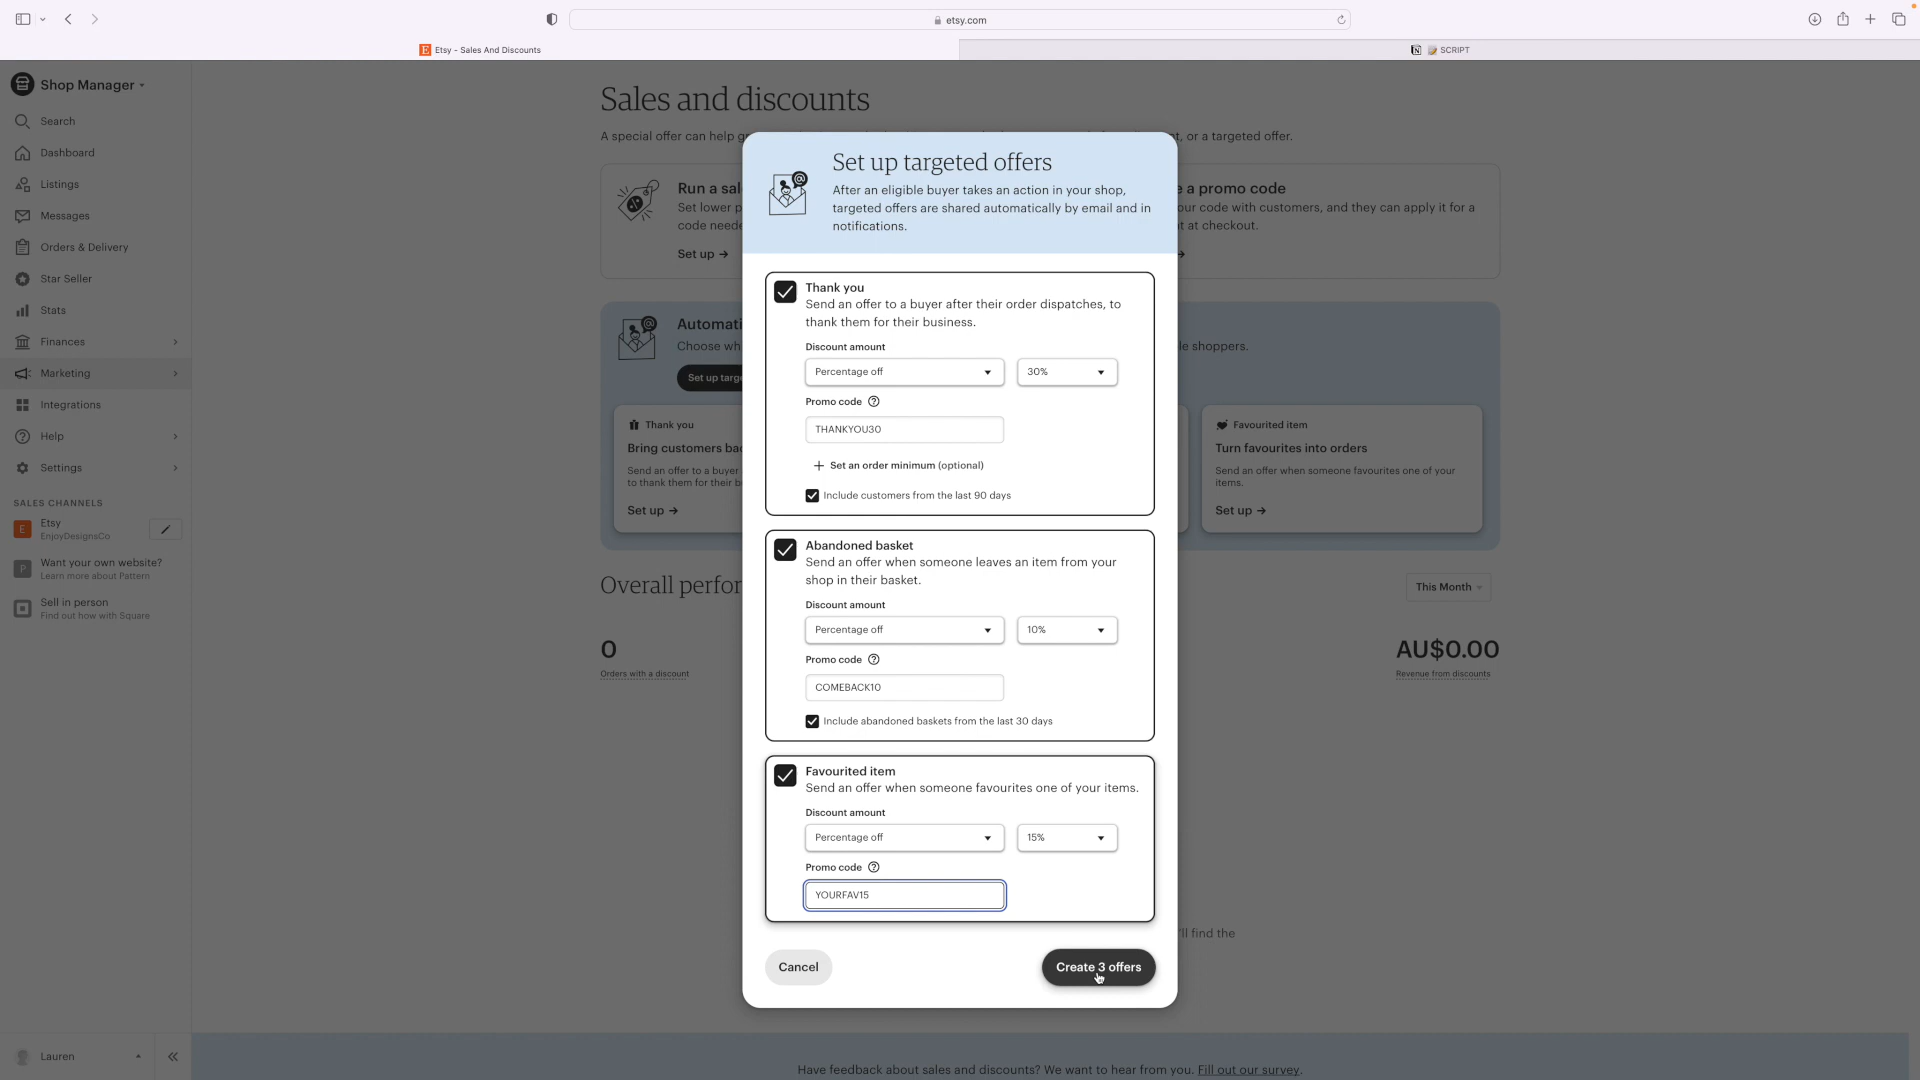 etsy.com
Etsy - Sales And Discounts
SCRIPT
Shop Manager
Search
Dashboard
Listings
Messages
Orders & Delivery
Star Seller
Stats
Finances
Marketing
Integrations
Help
Settings
SALES CHANNELS
E
Etsy
EnjoyDesignsCo
P
Want your own website?
Learn more about Pattern
Sell in person
Find out how with Square
Lauren
Sales and discounts
A special offer can help
t, or a targeted offer.
Run a sal
Set lower p
code neede
Set up →
e a promo code
our code with customers, and they can apply it for a
t at checkout.
Automati
Choose wh
le shoppers.
Set up targe
Thank you
Bring customers bac
Send an offer to a buyer
to thank them for their b
Set up →
Favourited item
Turn favourites into orders
Send an offer when someone favourites one of your
items.
Set up →
Overall perfor
This Month
0
Orders with a discount
AU$0.00
Revenue from discounts
'll find the
Set up targeted offers
After an eligible buyer takes an action in your shop,
targeted offers are shared automatically by email and in
notifications.
Thank you
Send an offer to a buyer after their order dispatches, to
thank them for their business.
Discount amount
Percentage off 30%
Promo code
THANKYOU30
+ Set an order minimum (optional)
Include customers from the last 90 days
Abandoned basket
Send an offer when someone leaves an item from your
shop in their basket.
Discount amount
Percentage off 10%
Promo code
COMEBACK10
Include abandoned baskets from the last 30 days
Favourited item
Send an offer when someone favourites one of your items.
Discount amount
Percentage off 15%
Promo code
YOURFAV15
Cancel
Create 3 offers
Have feedback about sales and discounts? We want to hear from you. Fill out our survey.